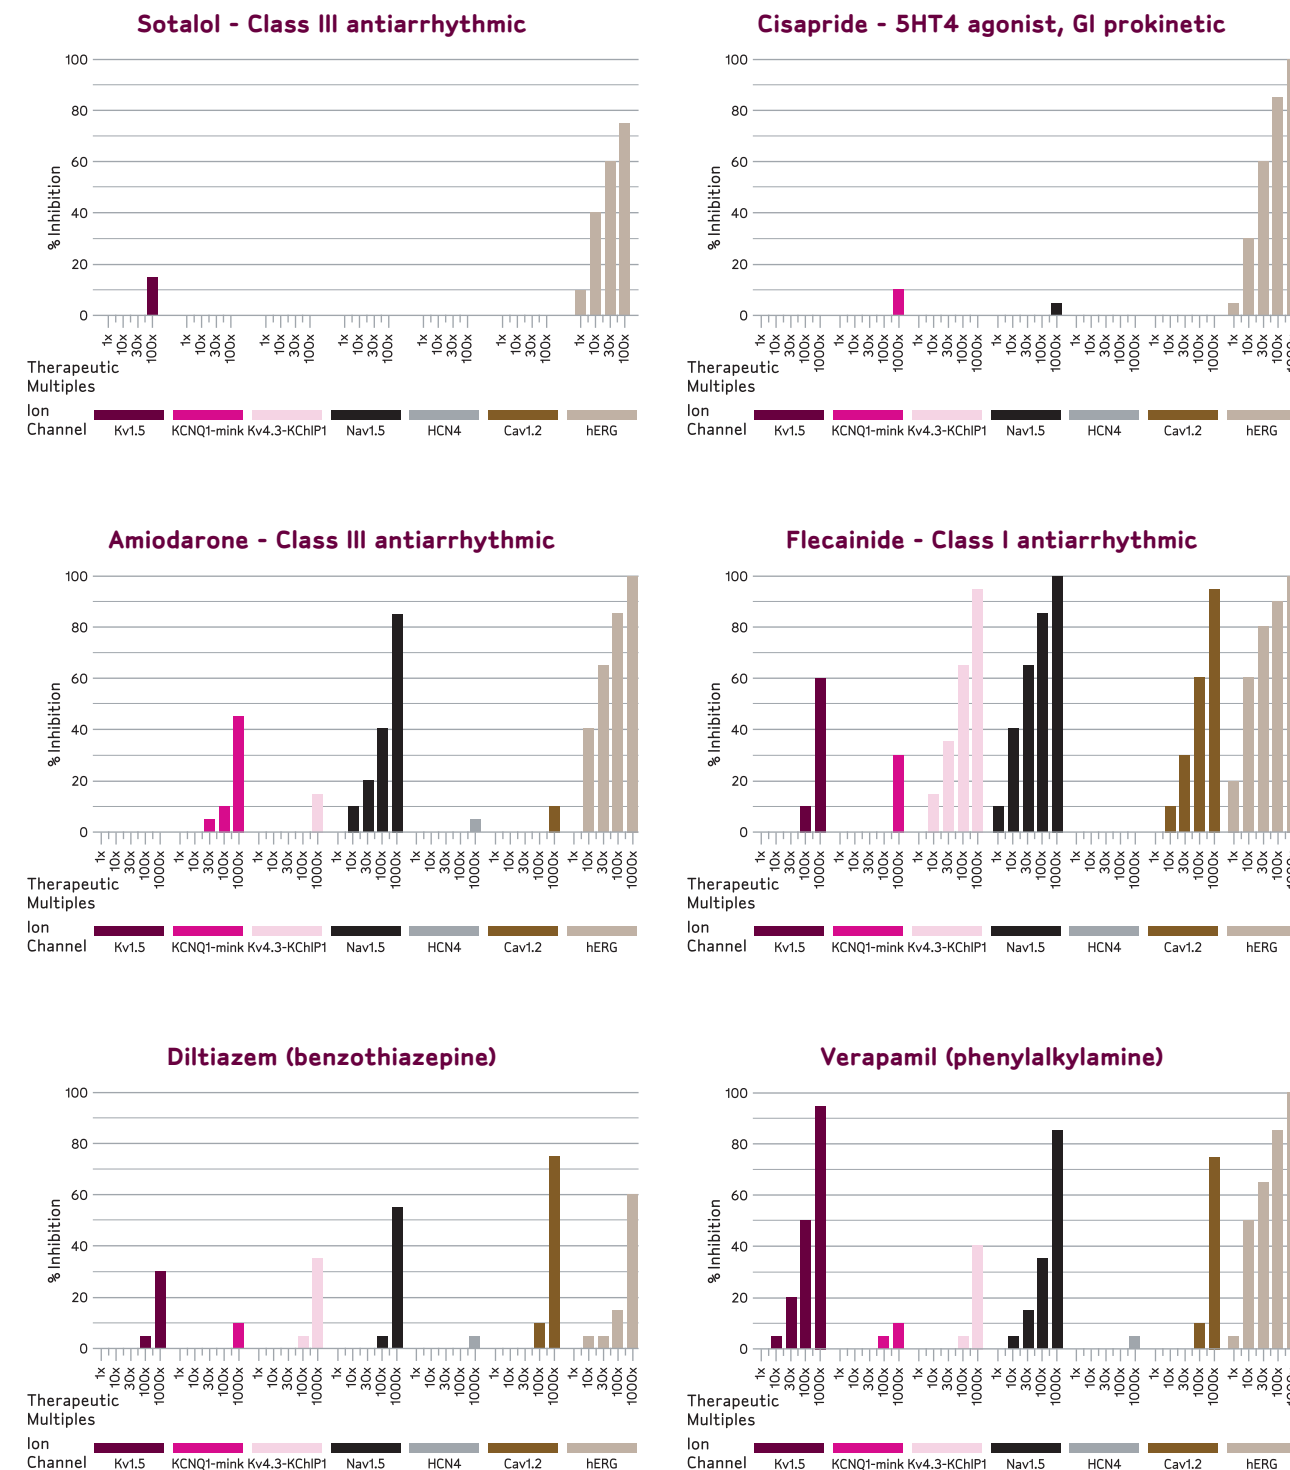 Sotalol - Class III antiarrhythmic
% Inhibition
100
80
60
40
20
0
1x 10x 30x 100x 1x 10x 30x 100x 1x 10x 30x 100x 1x 10x 30x 100x 1x 10x 30x 100x 1x 10x 30x 100x 1x 10x 30x 100x
Therapeutic
Multiples
Ion
Channel Kv1.5 KCNQ1-mink Kv4.3-KChIP1 Nav1.5 HCN4 Cav1.2 hERG
Cisapride - 5HT4 agonist, GI prokinetic
% Inhibition
100
80
60
40
20
0
1x 10x 30x 100x 1000x 1x 10x 30x 100x 1000x 1x 10x 30x 100x 1000x 1x 10x 30x 100x 1000x 1x 10x 30x 100x 1000x 1x 10x 30x 100x 1000x 1x 10x 30x 100x
Therapeutic
Multiples
Ion
Channel Kv1.5 KCNQ1-mink Kv4.3-KChIP1 Nav1.5 HCN4 Cav1.2 hERG
Amiodarone - Class III antiarrhythmic
% Inhibition
100
80
60
40
20
0
1x 10x 30x 100x 1000x 1x 10x 30x 100x 1000x 1x 10x 30x 100x 1000x 1x 10x 30x 100x 1000x 1x 10x 30x 100x 1000x 1x 10x 30x 100x 1000x 1x 10x 30x 100x 1000x
Therapeutic
Multiples
Ion
Channel Kv1.5 KCNQ1-mink Kv4.3-KChIP1 Nav1.5 HCN4 Cav1.2 hERG
Flecainide - Class I antiarrhythmic
% Inhibition
100
80
60
40
20
0
1x 10x 30x 100x 1000x 1x 10x 30x 100x 1000x 1x 10x 30x 100x 1000x 1x 10x 30x 100x 1000x 1x 10x 30x 100x 1000x 1x 10x 30x 100x 1000x 1x 10x 30x 100x
Therapeutic
Multiples
Ion
Channel Kv1.5 KCNQ1-mink Kv4.3-KChIP1 Nav1.5 HCN4 Cav1.2 hERG
Diltiazem (benzothiazepine)
% Inhibition
100
80
60
40
20
0
1x 10x 30x 100x 1000x 1x 10x 30x 100x 1000x 1x 10x 30x 100x 1000x 1x 10x 30x 100x 1000x 1x 10x 30x 100x 1000x 1x 10x 30x 100x 1000x 1x 10x 30x 100x 1000x
Therapeutic
Multiples
Ion
Channel Kv1.5 KCNQ1-mink Kv4.3-KChIP1 Nav1.5 HCN4 Cav1.2 hERG
Verapamil (phenylalkylamine)
% Inhibition
100
80
60
40
20
0
1x 10x 30x 100x 1000x 1x 10x 30x 100x 1000x 1x 10x 30x 100x 1000x 1x 10x 30x 100x 1000x 1x 10x 30x 100x 1000x 1x 10x 30x 100x 1000x 1x 10x 30x 100x
Therapeutic
Multiples
Ion
Channel Kv1.5 KCNQ1-mink Kv4.3-KChIP1 Nav1.5 HCN4 Cav1.2 hERG